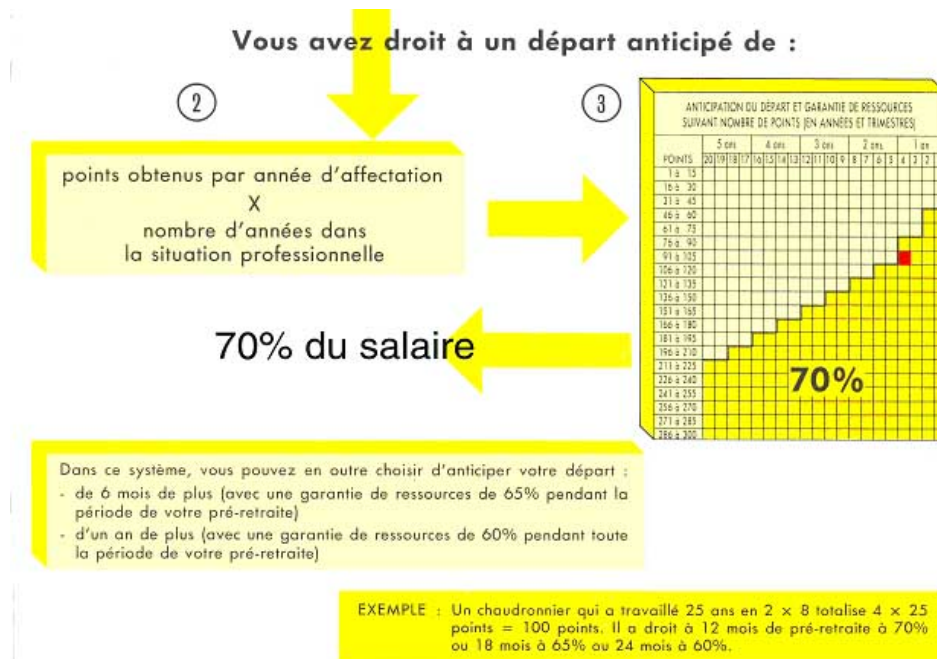 Vous avez droit à un départ anticipé de :
2
points obtenus par année d'affectation
X
nombre d'années dans
la situation professionnelle
3
ANTICIPATION DU DÉPART ET GARANTIE DE RESSOURCES
SUIVANT NOMBRE DE POINTS (EN ANNÉES ET TRIMESTRES)
5 ans 4 ans 3 ans 2 ans 1 an
POINTS 20 19 18 17 16 15 14 13 12 11 10 9 8 7 6 5 4 3 2
1 à 15
16 à 30
31 à 45
46 à 60
61 à 75
76 à 90
91 à 105
106 à 120
121 à 135
136 à 150
151 à 165
166 à 180
181 à 195
196 à 210
211 à 225
226 à 240
241 à 255
256 à 270
271 à 285
286 à 300
70%
70% du salaire
Dans ce système, vous pouvez en outre choisir d'anticiper votre départ :
- de 6 mois de plus (avec une garantie de ressources de 65% pendant la
période de votre pré-retraite)
- d'un an de plus (avec une garantie de ressources de 60% pendant toute
la période de votre pré-retraite)
EXEMPLE : Un chaudronnier qui a travaillé 25 ans en 2 × 8 totalise 4 × 25
points = 100 points. Il a droit à 12 mois de pré-retraite à 70%
ou 18 mois à 65% ou 24 mois à 60%.